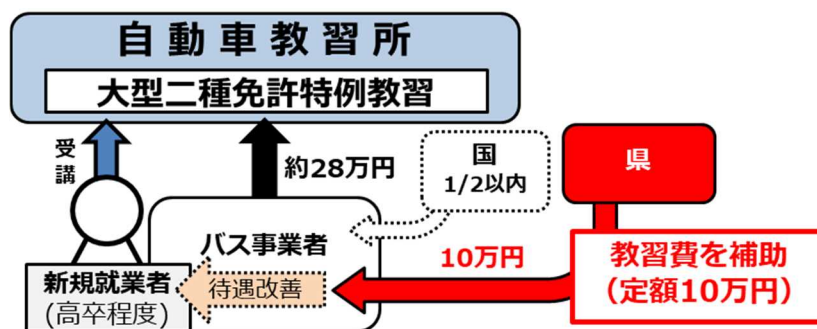 自動車教習所
大型二種免許特例教習
受講
約28万円
国
1/2以内
県
バス事業者
10万円
教習費を補助
（定額10万円）
新規就業者
(高卒程度)
待遇改善